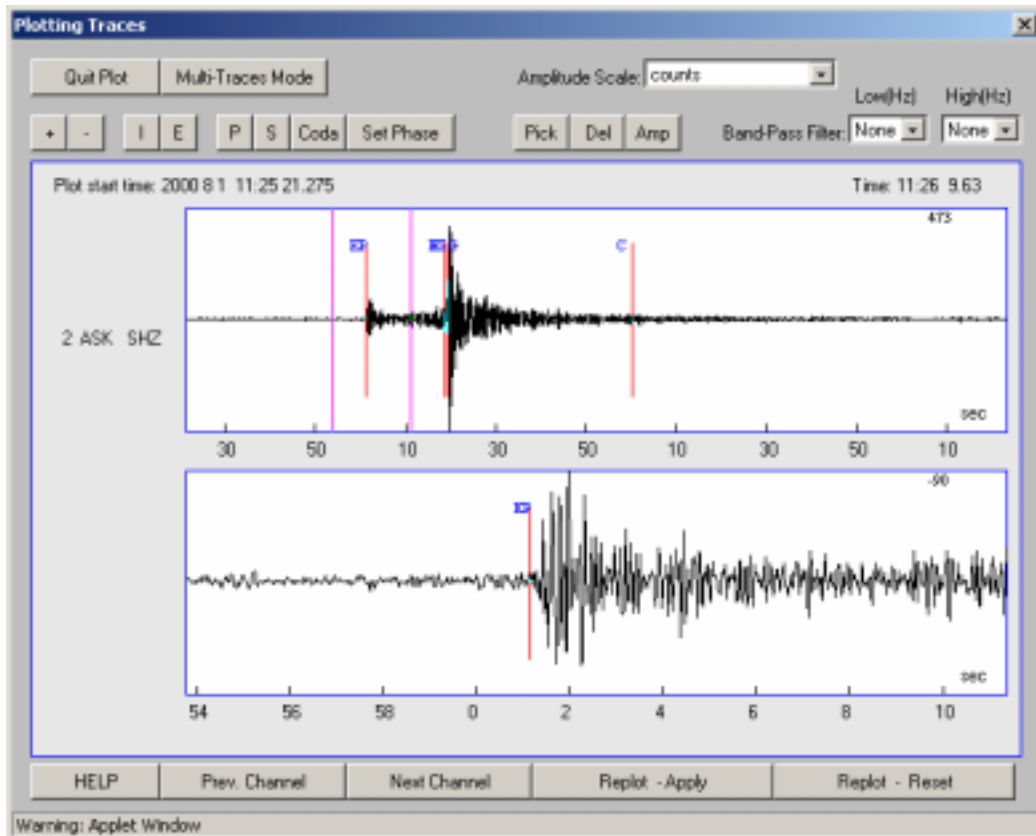 Plotting Traces
Quit Plot Multi-Traces Mode Amplitude Scale: counts
Low(Hz) High(Hz)
+ - I E P S Coda Set Phase Pick Del Amp Band-Pass Filter: None None
Plot start time: 2000 8 1 11:25 21.275 Time: 11:26 9.63
473
C
2 ASK SHZ
sec
30 50 10 30 50 10 30 50 10
-90
sec
54 56 58 0 2 4 6 8 10
HELP Prev. Channel Next Channel Replot - Apply Replot - Reset
Warning: Applet Window